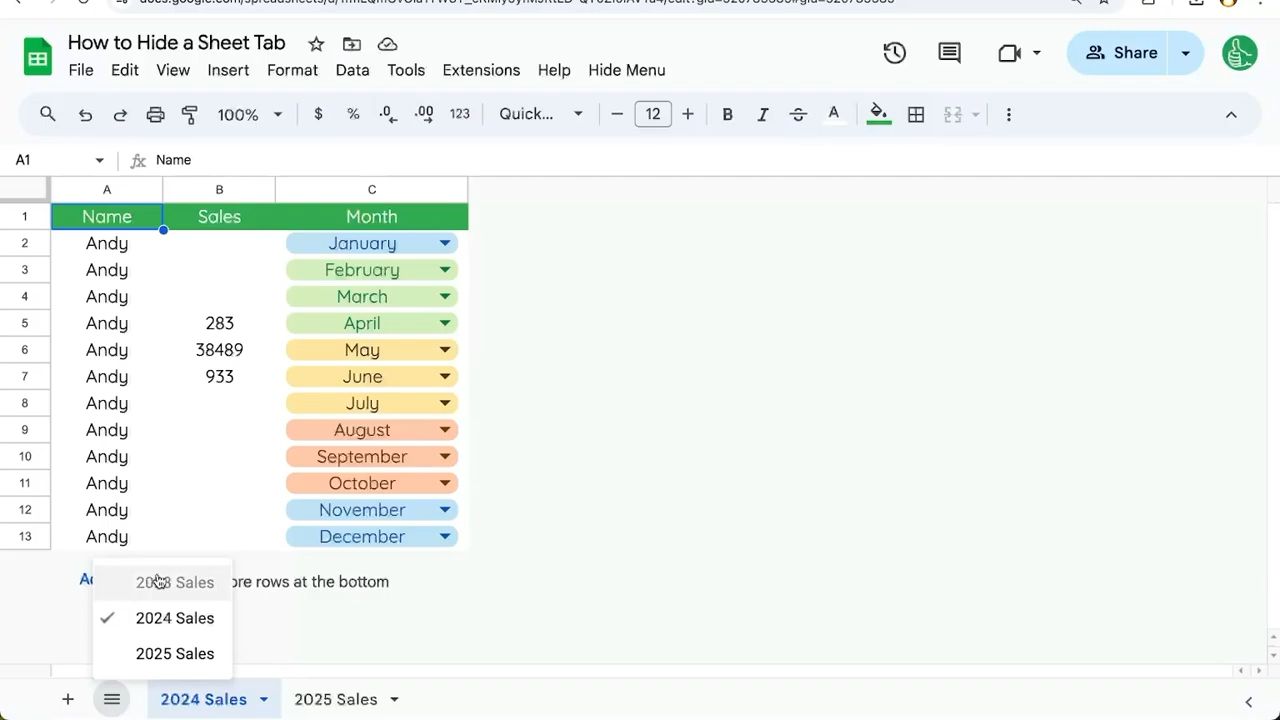 How to Hide a Sheet Tab
File Edit View Insert Format Data Tools Extensions Help Hide Menu
Share
100% $ % .0 .00 123 Quick... 12 B I A
A1 fx Name
A B C
1 Name Sales Month
2 Andy January
3 Andy February
4 Andy March
5 Andy 283 April
6 Andy 38489 May
7 Andy 933 June
8 Andy July
9 Andy August
10 Andy September
11 Andy October
12 Andy November
13 Andy December
rows at the bottom
2023 Sales
2024 Sales
2025 Sales
2024 Sales 2025 Sales